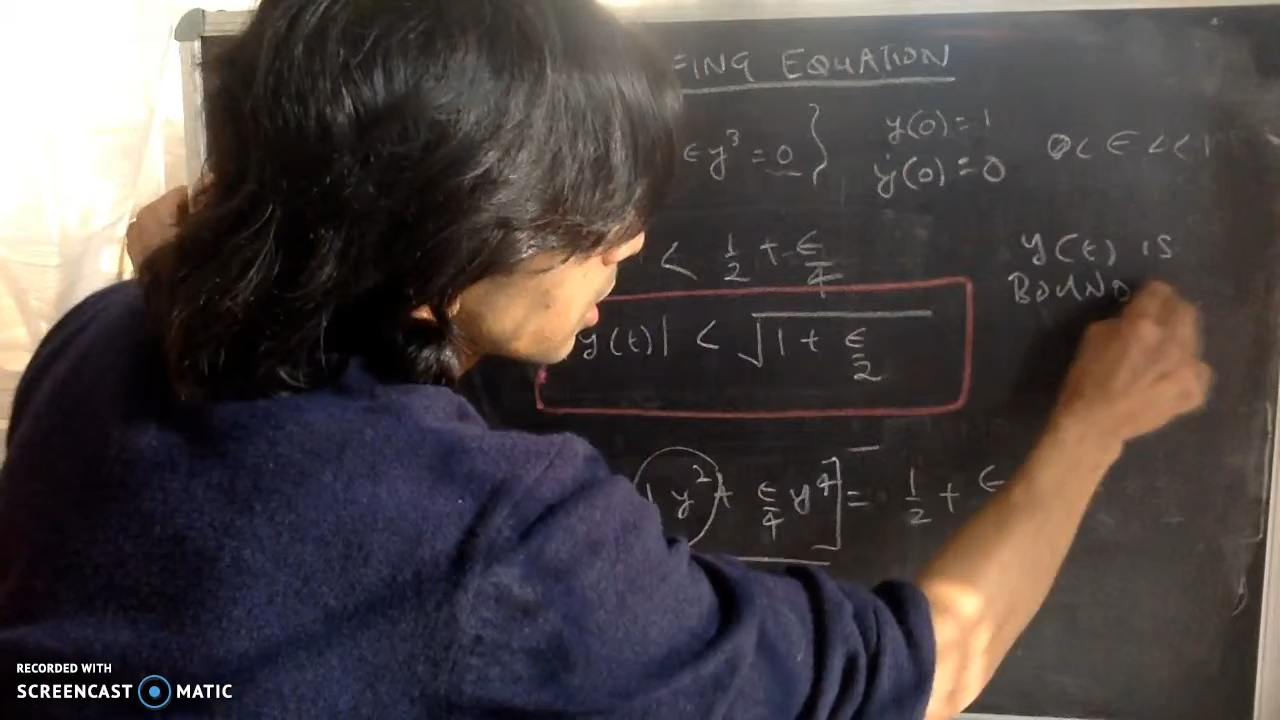 FING EQUATION
ϵy³ = 0 } y(0) = 1 0 < ϵ << 1
ẏ(0) = 0
< 1/2 + ϵ/4 y(t) IS
BOUND
y(t)| < √(1 + ϵ/2)
y² + ϵ/4 y⁴] = 1/2 + ϵ
RECORDED WITH
SCREENCAST MATIC